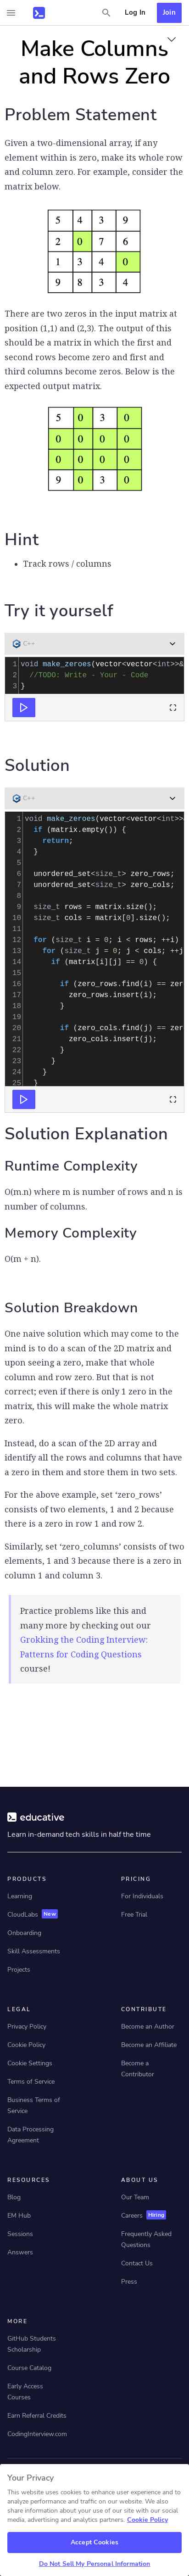 Log In
Join
Make Columns
and Rows Zero
Problem Statement
Given a two-dimensional array, if any
element within is zero, make its whole row
and column zero. For example, consider the
matrix below.
5 4 3 9
2 0 7 6
1 3 4 0
9 8 3 4
There are two zeros in the input matrix at
position (1,1) and (2,3). The output of this
should be a matrix in which the first and
second rows become zero and first and
third columns become zeros. Below is the
expected output matrix.
5 0 3 0
0 0 0 0
0 0 0 0
9 0 3 0
Hint
Track rows / columns
Try it yourself
C++
1 void make_zeroes(vector<vector<int>>&
2 //TODO: Write - Your - Code
3 }
Solution
C++
1 void make_zeroes(vector<vector<int>>&
2 if (matrix.empty()) {
3 return;
4 }
5
6 unordered_set<size_t> zero_rows;
7 unordered_set<size_t> zero_cols;
8
9 size_t rows = matrix.size();
10 size_t cols = matrix[0].size();
11
12 for (size_t i = 0; i < rows; ++i)
13 for (size_t j = 0; j < cols; ++j
14 if (matrix[i][j] == 0) {
15
16 if (zero_rows.find(i) == zer
17 zero_rows.insert(i);
18 }
19
20 if (zero_cols.find(j) == zer
21 zero_cols.insert(j);
22 }
23 }
24 }
25 }
Solution Explanation
Runtime Complexity
O(m.n) where m is number of rows and n is
number of columns.
Memory Complexity
O(m + n).
Solution Breakdown
One naive solution which may come to the
mind is to do a scan of the 2D matrix and
upon seeing a zero, make that whole
column and row zero. But that is not
correct; even if there is only 1 zero in the
matrix, this will make the whole matrix
zero.
Instead, do a scan of the 2D array and
identify all the rows and columns that have
a zero in them and store them in two sets.
For the above example, set ‘zero_rows’
consists of two elements, 1 and 2 because
there is a zero in row 1 and row 2.
Similarly, set ‘zero_columns’ consists of two
elements, 1 and 3 because there is a zero in
column 1 and column 3.
Practice problems like this and
many more by checking out our
Grokking the Coding Interview:
Patterns for Coding Questions
course!
educative
Learn in-demand tech skills in half the time
PRODUCTS
Learning
CloudLabs New
Onboarding
Skill Assessments
Projects
PRICING
For Individuals
Free Trial
LEGAL
Privacy Policy
Cookie Policy
Cookie Settings
Terms of Service
Business Terms of
Service
Data Processing
Agreement
CONTRIBUTE
Become an Author
Become an Affiliate
Become a
Contributor
RESOURCES
Blog
EM Hub
Sessions
Answers
ABOUT US
Our Team
Careers Hiring
Frequently Asked
Questions
Contact Us
Press
MORE
GitHub Students
Scholarship
Course Catalog
Early Access
Courses
Earn Referral Credits
CodingInterview.com
Your Privacy
This website uses cookies to enhance user experience and to
analyze performance and traffic on our website. We also
share information about your use of our site with our social
media, advertising and analytics partners. Cookie Policy
Accept Cookies
Do Not Sell My Personal Information